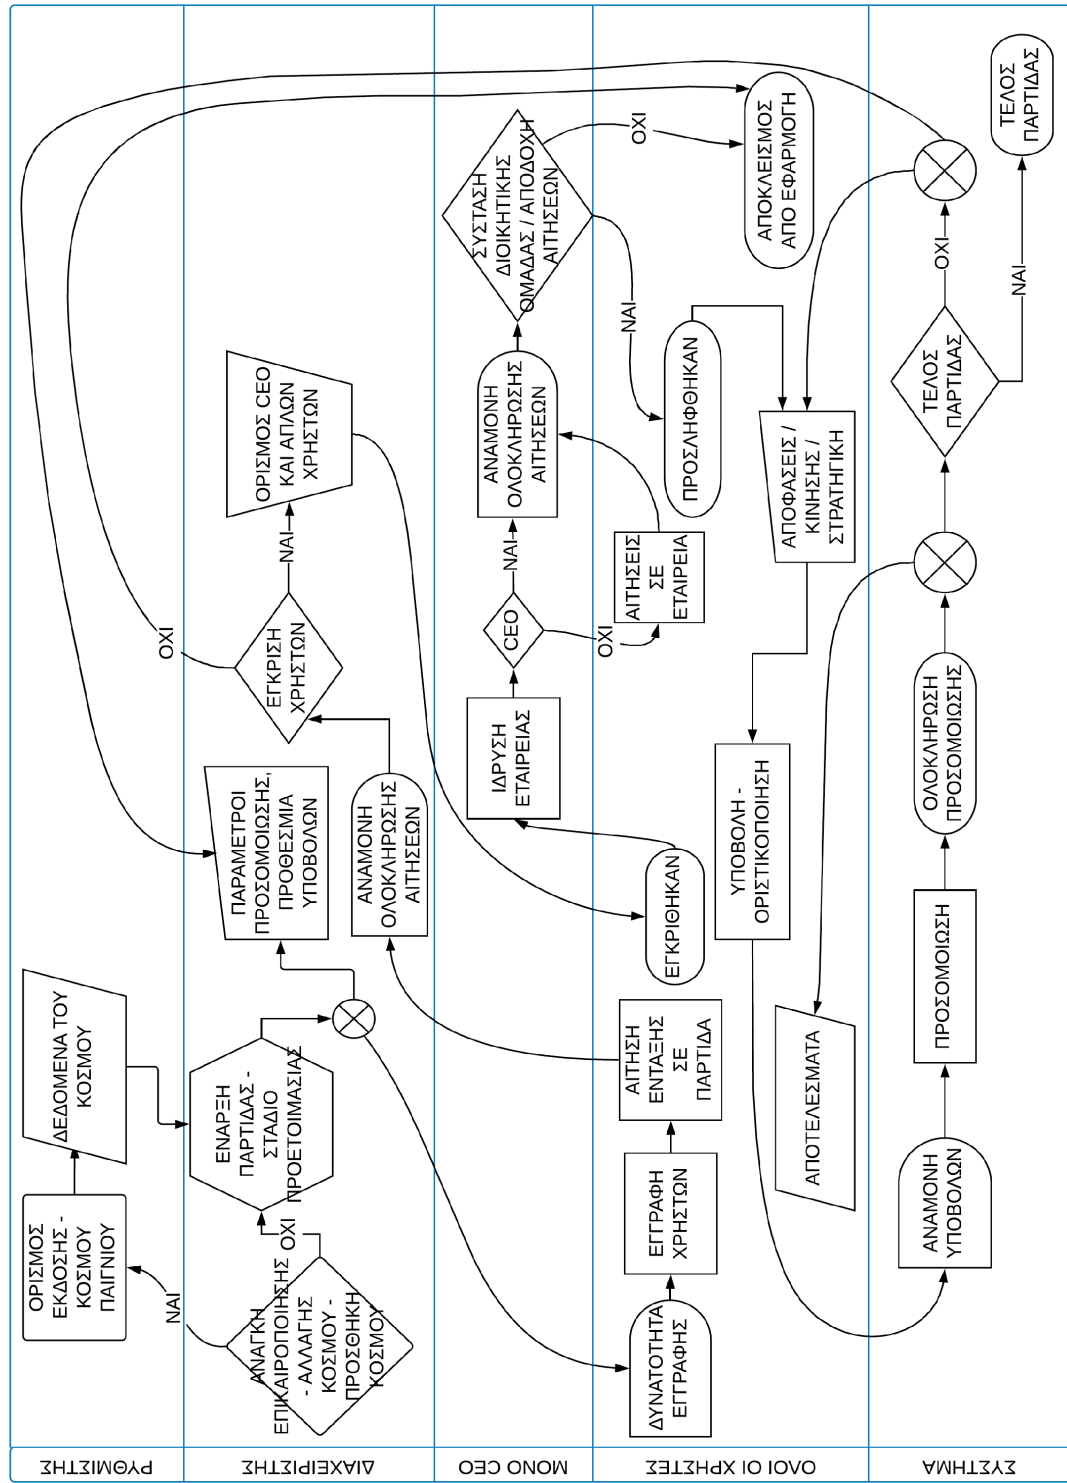 ΡΥΘΜΙΣΤΗΣ
ΟΡΙΣΜΟΣ
ΕΚΔΟΣΗΣ -
ΚΟΣΜΟΥ
ΠΑΙΓΝΙΟΥ
ΔΕΔΟΜΕΝΑ ΤΟΥ
ΚΟΣΜΟΥ
ΔΙΑΧΕΙΡΙΣΤΗΣ
ΝΑΙ
ΑΝΑΓΚΗ
ΕΠΙΚΑΙΡΟΠΟΙΗΣΗΣ
- ΑΛΛΑΓΗΣ
ΚΟΣΜΟΥ -
ΠΡΟΣΘΗΚΗ
ΚΟΣΜΟΥ
ΟΧΙ
ΕΝΑΡΞΗ
ΠΑΡΤΙΔΑΣ -
ΣΤΑΔΙΟ
ΠΡΟΕΤΟΙΜΑΣΙΑΣ
ΠΑΡΑΜΕΤΡΟΙ
ΠΡΟΣΟΜΟΙΩΣΗΣ,
ΠΡΟΘΕΣΜΙΑ
ΥΠΟΒΟΛΩΝ
ΑΝΑΜΟΝΗ
ΟΛΟΚΛΗΡΩΣΗΣ
ΑΙΤΗΣΕΩΝ
ΕΓΚΡΙΣΗ
ΧΡΗΣΤΩΝ
ΟΧΙ
ΝΑΙ
ΟΡΙΣΜΟΣ CEO
ΚΑΙ ΑΠΛΩΝ
ΧΡΗΣΤΩΝ
ΜΟΝΟ CEO
ΙΔΡΥΣΗ
ΕΤΑΙΡΕΙΑΣ
CEO
ΝΑΙ
ΑΝΑΜΟΝΗ
ΟΛΟΚΛΗΡΩΣΗΣ
ΑΙΤΗΣΕΩΝ
ΣΥΣΤΑΣΗ
ΔΙΟΙΚΗΤΙΚΗΣ
ΟΜΑΔΑΣ / ΑΠΟΔΟΧΗ
ΑΙΤΗΣΕΩΝ
ΟΛΟΙ ΟΙ ΧΡΗΣΤΕΣ
ΔΥΝΑΤΟΤΗΤΑ
ΕΓΓΡΑΦΗΣ
ΕΓΓΡΑΦΗ
ΧΡΗΣΤΩΝ
ΑΙΤΗΣΗ
ΕΝΤΑΞΗΣ
ΣΕ
ΠΑΡΤΙΔΑ
ΕΓΚΡΙΘΗΚΑΝ
ΟΧΙ
ΑΙΤΗΣΕΙΣ
ΣΕ
ΕΤΑΙΡΕΙΑ
ΝΑΙ
ΠΡΟΣΛΗΦΘΗΚΑΝ
ΟΧΙ
ΑΠΟΚΛΕΙΣΜΟΣ
ΑΠΟ ΕΦΑΡΜΟΓΗ
ΑΠΟΦΑΣΕΙΣ /
ΚΙΝΗΣΗΣ /
ΣΤΡΑΤΗΓΙΚΗ
ΥΠΟΒΟΛΗ -
ΟΡΙΣΤΙΚΟΠΟΙΗΣΗ
ΑΠΟΤΕΛΕΣΜΑΤΑ
ΣΥΣΤΗΜΑ
ΑΝΑΜΟΝΗ
ΥΠΟΒΟΛΩΝ
ΠΡΟΣΟΜΟΙΩΣΗ
ΟΛΟΚΛΗΡΩΣΗ
ΠΡΟΣΟΜΟΙΩΣΗΣ
ΤΕΛΟΣ
ΠΑΡΤΙΔΑΣ
ΟΧΙ
ΝΑΙ
ΤΕΛΟΣ
ΠΑΡΤΙΔΑΣ